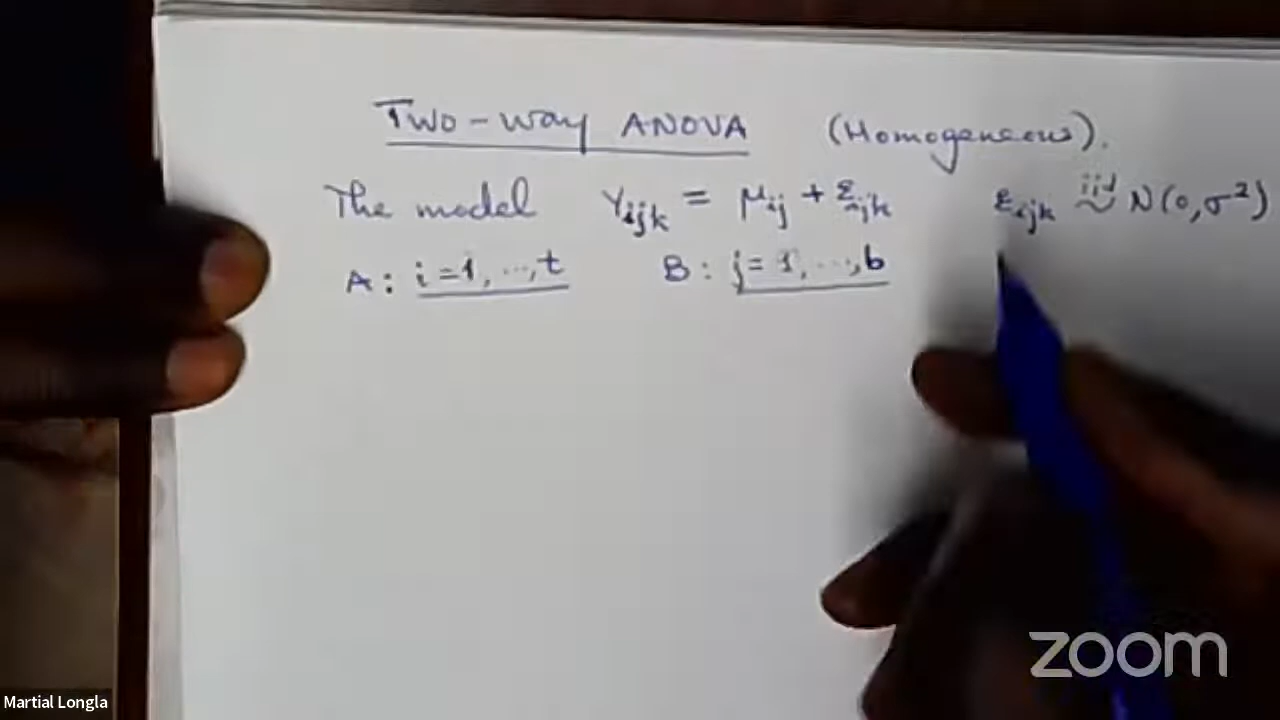 Two-way ANOVA (Homogeneous).
The model Yijk = μij + εijk εijk iid ~ N(0, σ²)
A: i=1, ..., t B: j=1, ..., b
zoom
Martial Longla